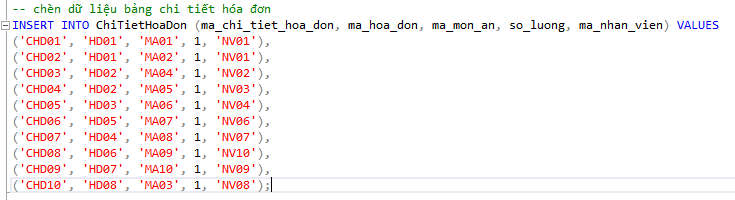 -- chèn dữ liệu bảng chi tiết hóa đơn
INSERT INTO ChiTietHoaDon (ma_chi_tiet_hoa_don, ma_hoa_don, ma_mon_an, so_luong, ma_nhan_vien) VALUES
('CHD01', 'HD01', 'MA01', 1, 'NV01'),
('CHD02', 'HD01', 'MA02', 1, 'NV01'),
('CHD03', 'HD02', 'MA04', 1, 'NV02'),
('CHD04', 'HD02', 'MA05', 1, 'NV03'),
('CHD05', 'HD03', 'MA06', 1, 'NV04'),
('CHD06', 'HD05', 'MA07', 1, 'NV06'),
('CHD07', 'HD04', 'MA08', 1, 'NV07'),
('CHD08', 'HD06', 'MA09', 1, 'NV10'),
('CHD09', 'HD07', 'MA10', 1, 'NV09'),
('CHD10', 'HD08', 'MA03', 1, 'NV08');